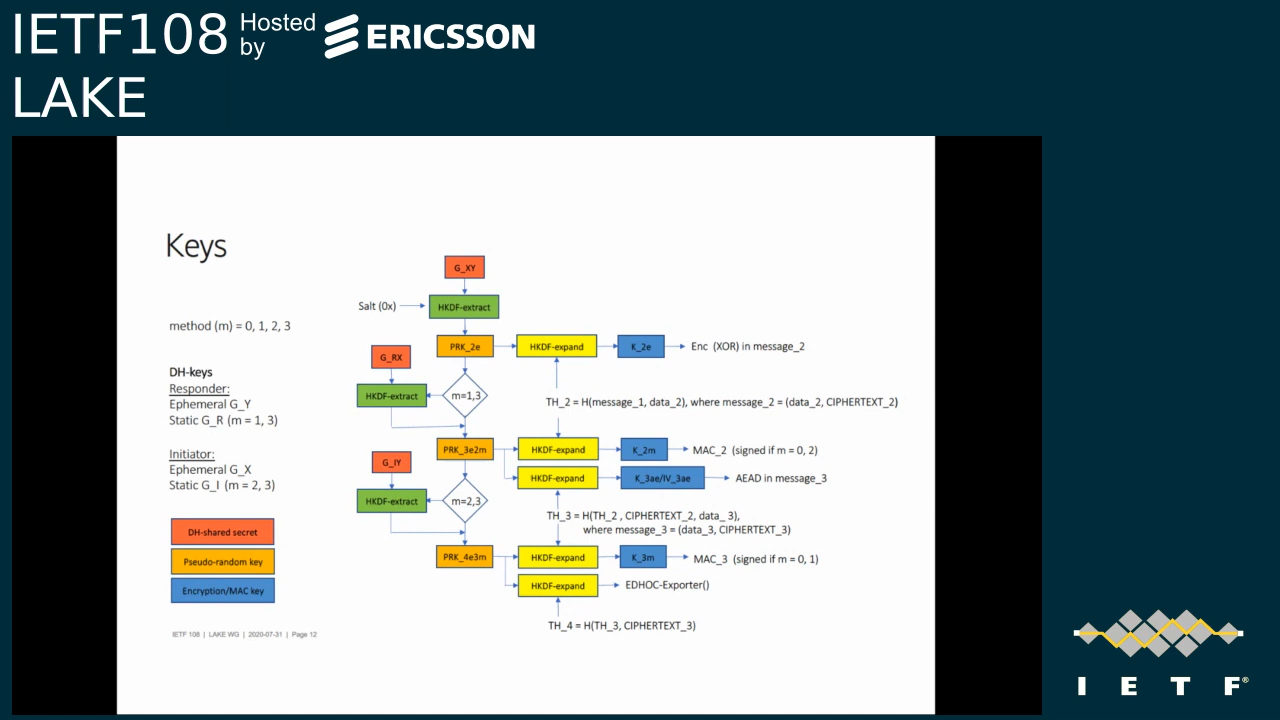 IETF108 Hosted by ERICSSON
LAKE
Keys
method (m) = 0, 1, 2, 3
DH-keys
Responder:
Ephemeral G_Y
Static G_R (m = 1, 3)
Initiator:
Ephemeral G_X
Static G_I (m = 2, 3)
DH-shared secret
Pseudo-random key
Encryption/MAC key
G_XY
Salt (0x)
HKDF-extract
PRK_2e
HKDF-expand
K_2e
Enc (XOR) in message_2
G_RX
HKDF-extract
m=1,3
TH_2 = H(message_1, data_2), where message_2 = (data_2, CIPHERTEXT_2)
PRK_3e2m
HKDF-expand
K_2m
MAC_2 (signed if m = 0, 2)
G_IY
HKDF-expand
K_3ae/IV_3ae
AEAD in message_3
HKDF-extract
m=2,3
TH_3 = H(TH_2 , CIPHERTEXT_2, data_ 3),
where message_3 = (data_3, CIPHERTEXT_3)
PRK_4e3m
HKDF-expand
K_3m
MAC_3 (signed if m = 0, 1)
HKDF-expand
EDHOC-Exporter()
TH_4 = H(TH_3, CIPHERTEXT_3)
IETF 108 | LAKE WG | 2020-07-31 | Page 12
I E T F®